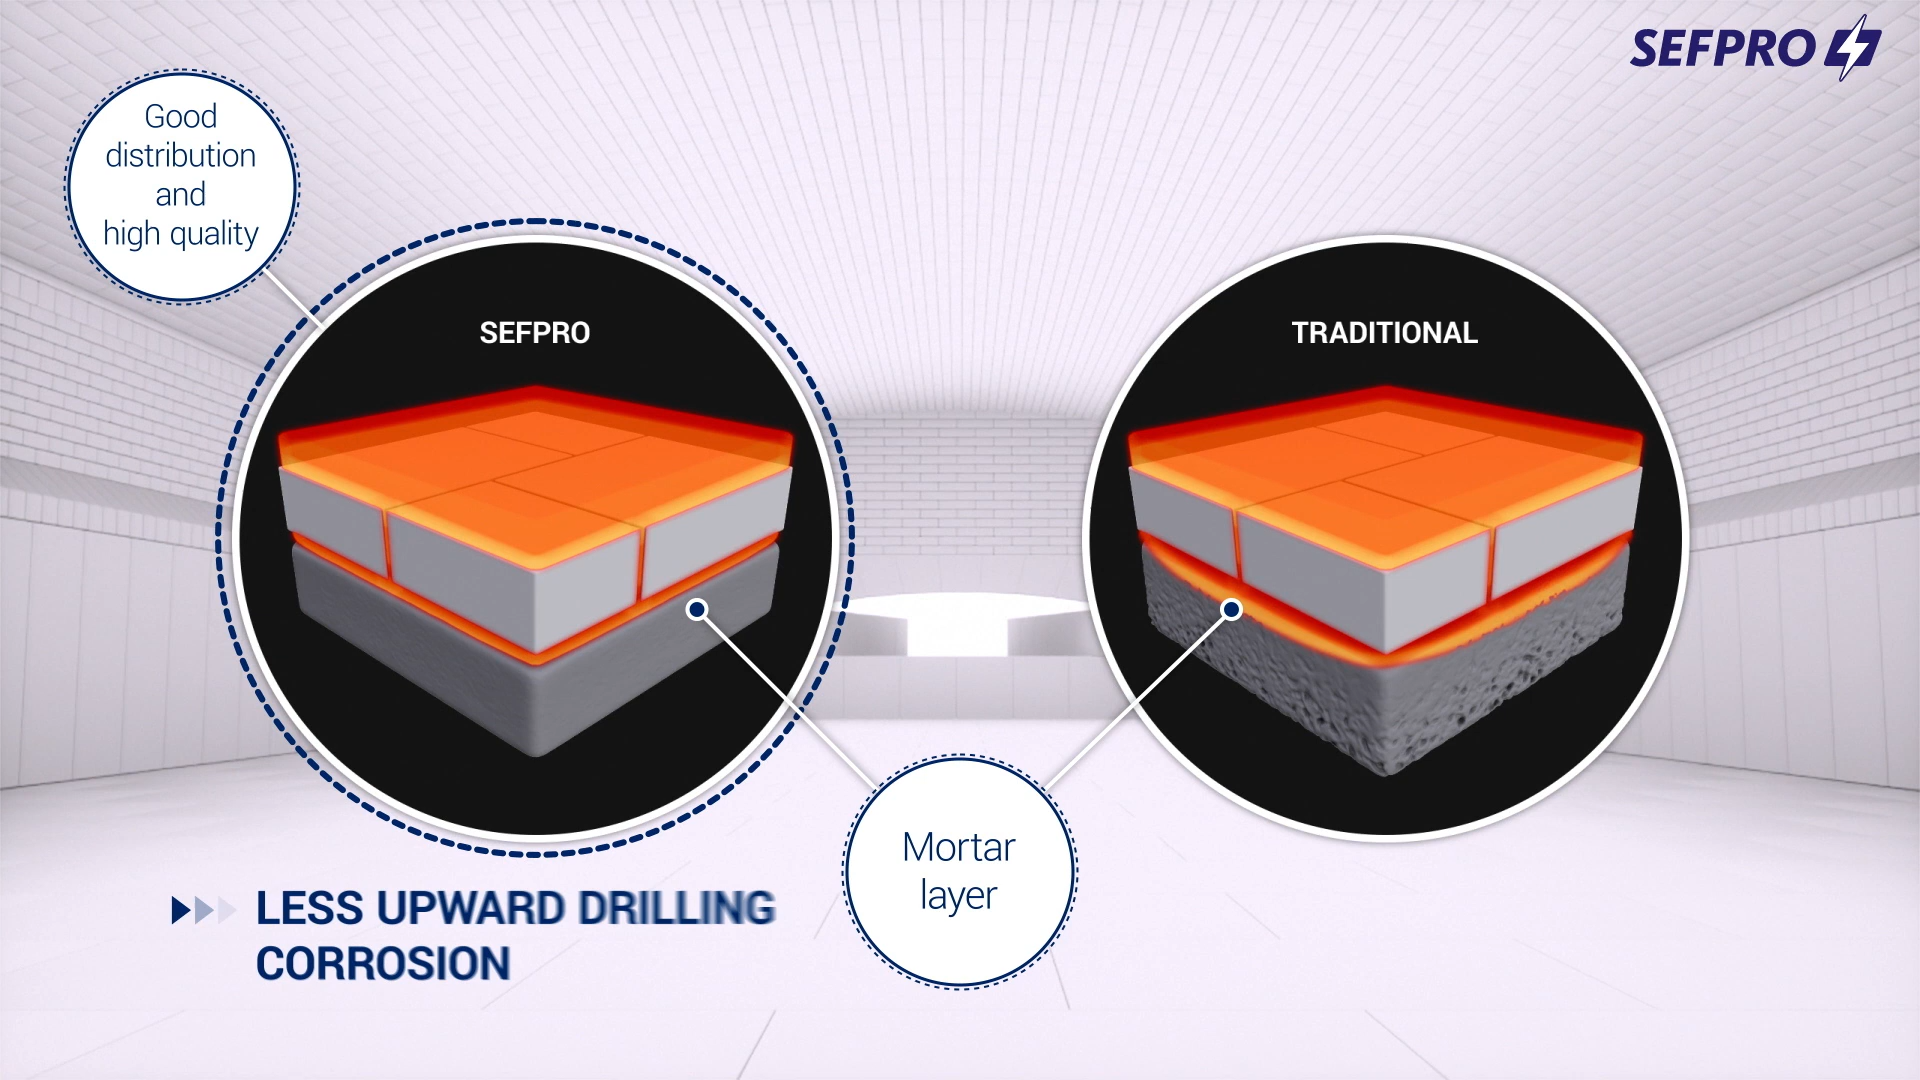 SEFPRO
Good
distribution
and
high quality
SEFPRO
TRADITIONAL
Mortar
layer
LESS UPWARD DRILLING
CORROSION